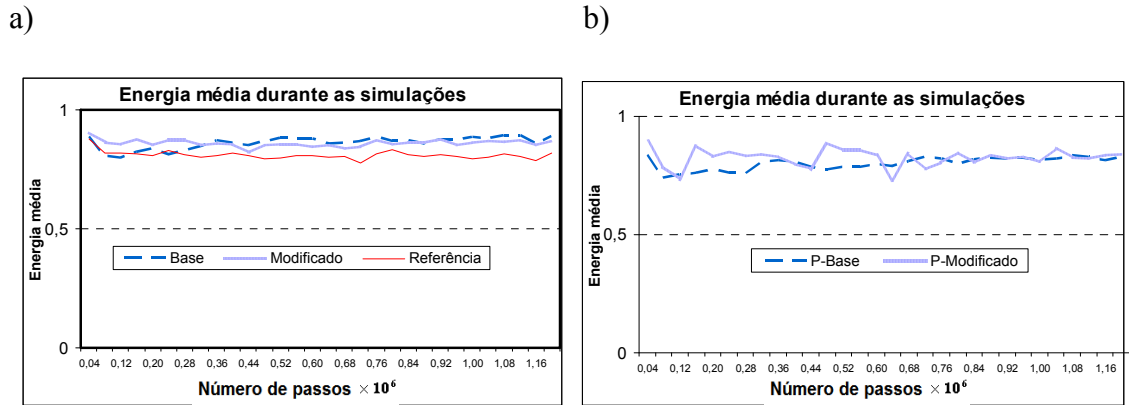 a)
b)
Energia média durante as simulações
Energia média
1
0,5
0
Base Modificado Referência
0,04 0,12 0,20 0,28 0,36 0,44 0,52 0,60 0,68 0,76 0,84 0,92 1,00 1,08 1,16
Número de passos × 10⁶
Energia média durante as simulações
Energia média
1
0,5
0
P-Base P-Modificado
0,04 0,12 0,20 0,28 0,36 0,44 0,52 0,60 0,68 0,76 0,84 0,92 1,00 1,08 1,16
Número de passos × 10⁶